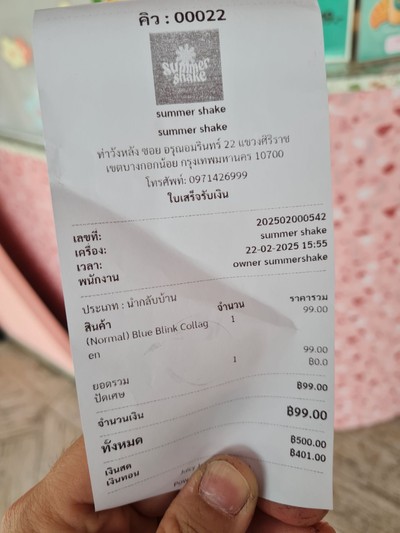 คิว : 00022
summer
shake
summer shake
summer shake
ท่าวังหลัง ซอย อรุณอมรินทร์ 22 แขวงศิริราช
เขตบางกอกน้อย กรุงเทพมหานคร 10700
โทรศัพท์: 0971426999
ใบเสร็จรับเงิน
เลขที่: 202502000542
เครื่อง: summer shake
เวลา: 22-02-2025 15:55
พนักงาน owner summershake
ประเภท : นำกลับบ้าน
สินค้า จำนวน ราคารวม
(Normal) Blue Blink Collag 1 99.00
en
ยอดรวม 1 99.00
ปัดเศษ ฿0.0
จำนวนเงิน ฿99.00
ทั้งหมด ฿99.00
เงินสด ฿500.00
เงินทอน ฿401.00